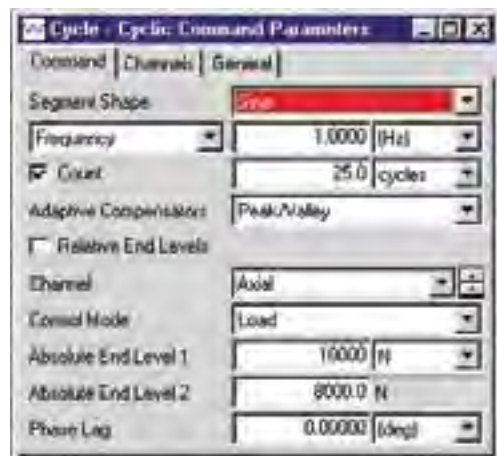 Cycle - Cyclic Command Parameters
Command Channels General
Segment Shape Sine
Frequency 1.0000 (Hz)
Count 25.0 cycles
Adaptive Compensators Peak/Valley
Relative End Levels
Channel Axial
Control Mode Load
Absolute End Level 1 10000 N
Absolute End Level 2 8000.0 N
Phase Lag 0.00000 (deg)